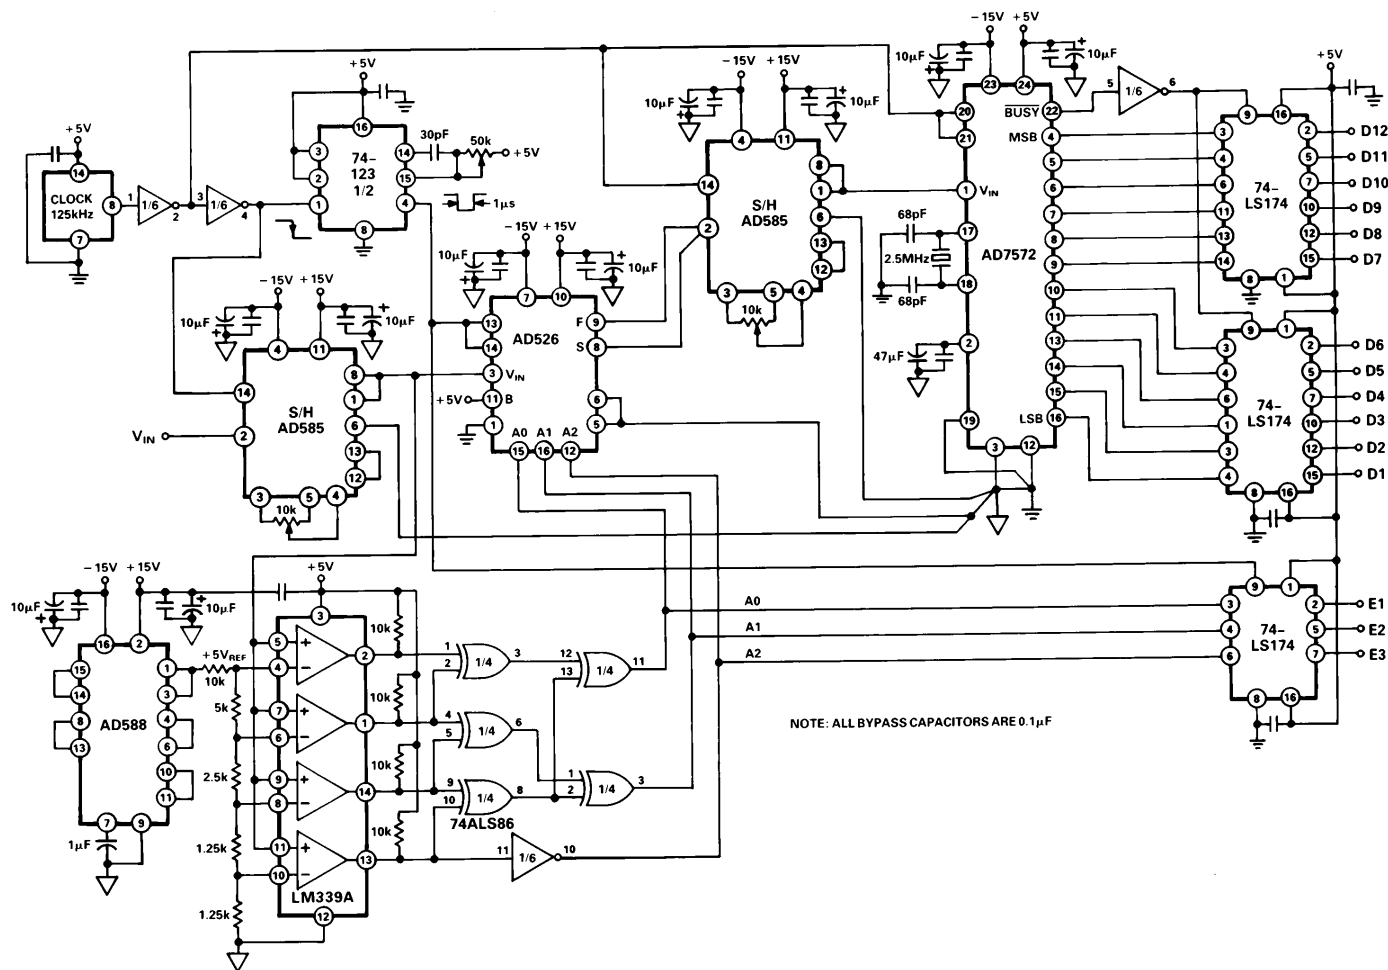 +5V
14
CLOCK
125kHz
8
7
1
1/6
2
3
1/6
4
+5V
16
3
2
1
74–
123
1/2
14
15
4
8
30pF
50k
+5V
1µs
–15V +15V
10µF
10µF
4
11
14
2
S/H
AD585
8
1
6
13
12
3
5
4
10k
VIN
–15V +15V
10µF
10µF
7
10
13
14
3
11
1
AD526
VIN
B
+5V
F
S
9
8
6
5
A0 A1 A2
15
16
12
–15V +15V
10µF
10µF
4
11
14
2
S/H
AD585
8
1
6
13
12
3
5
4
10k
–15V +5V
10µF
10µF
23
24
20
21
1
VIN
17
18
2
19
3
12
AD7572
68pF
2.5MHz
68pF
47µF
BUSY
MSB
LSB
22
4
5
6
7
8
9
10
11
13
14
15
16
5
1/6
6
+5V
9
16
3
4
6
11
13
14
74–
LS174
2
5
7
10
12
15
8
1
D12
D11
D10
D9
D8
D7
9
1
3
4
6
1
3
4
74–
LS174
2
5
7
10
12
15
8
16
D6
D5
D4
D3
D2
D1
9
1
3
4
6
74–
LS174
2
5
7
8
16
E1
E2
E3
A0
A1
A2
–15V +15V
10µF
10µF
16
2
15
14
8
13
AD588
1
3
4
6
10
11
7
9
1µF
+5VREF
10k
5k
2.5k
1.25k
1.25k
+5V
3
5
+
4
–
2
7
+
6
–
1
9
+
8
–
14
11
+
10
–
13
LM339A
12
10k
10k
10k
10k
1
2
1/4
3
4
5
1/4
6
9
10
1/4
8
74ALS86
12
13
1/4
11
1
2
1/4
3
11
1/6
10
NOTE: ALL BYPASS CAPACITORS ARE 0.1µF